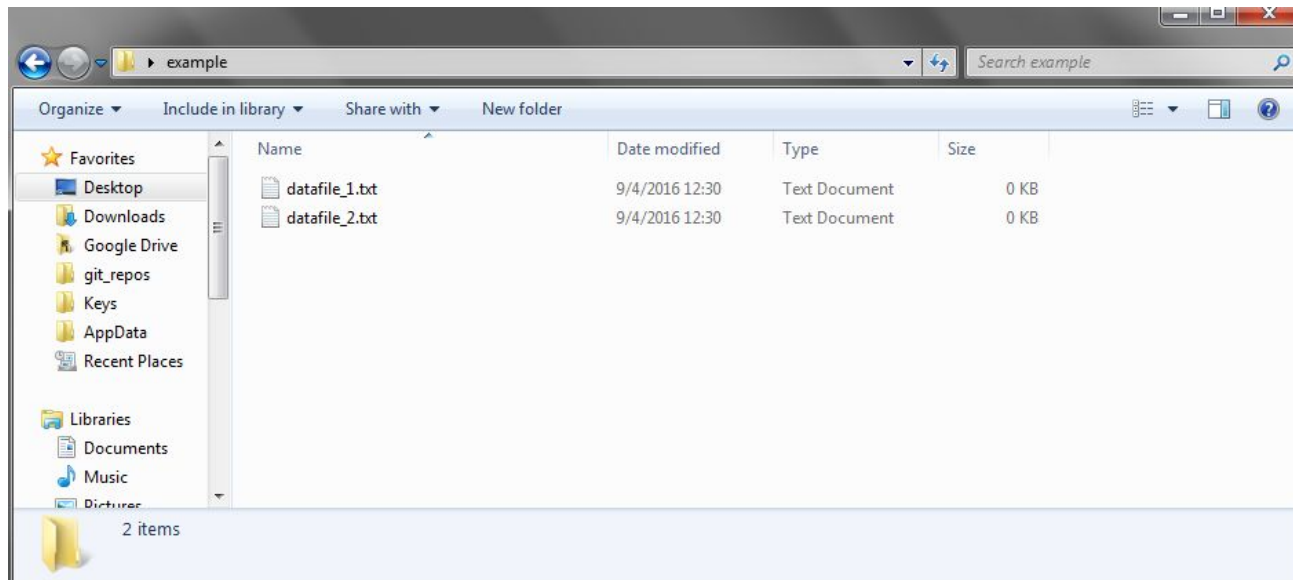 example
Search example
Organize Include in library Share with New folder
Favorites
Desktop
Downloads
Google Drive
git_repos
Keys
AppData
Recent Places
Libraries
Documents
Music
Pictures
Name Date modified Type Size
datafile_1.txt 9/4/2016 12:30 Text Document 0 KB
datafile_2.txt 9/4/2016 12:30 Text Document 0 KB
2 items